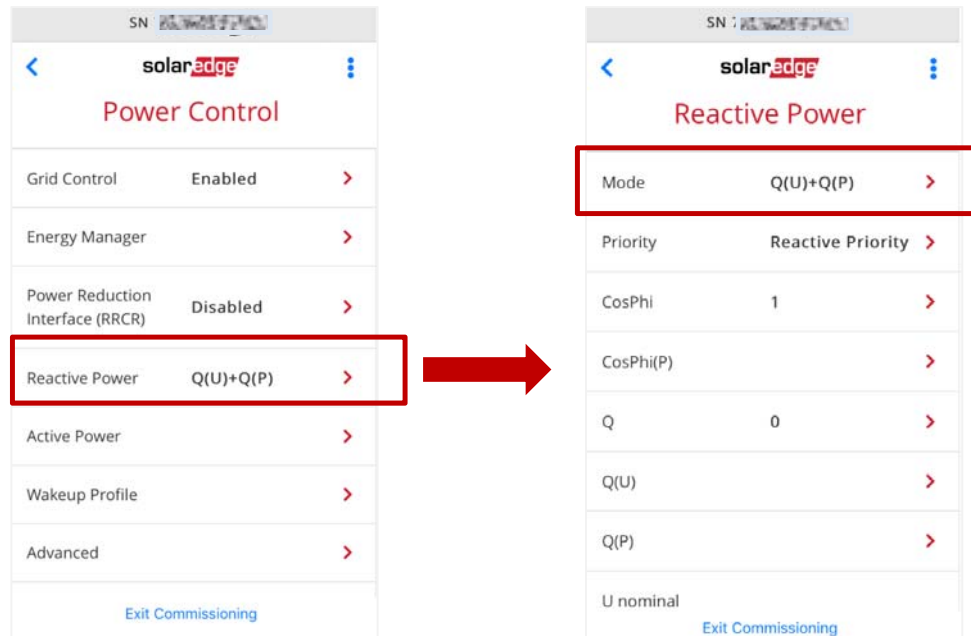 SN
solaredge
Power Control
Grid Control Enabled
Energy Manager
Power Reduction
Interface (RRCR) Disabled
Reactive Power Q(U)+Q(P)
Active Power
Wakeup Profile
Advanced
Exit Commissioning
SN
solaredge
Reactive Power
Mode Q(U)+Q(P)
Priority Reactive Priority
CosPhi 1
CosPhi(P)
Q 0
Q(U)
Q(P)
U nominal
Exit Commissioning